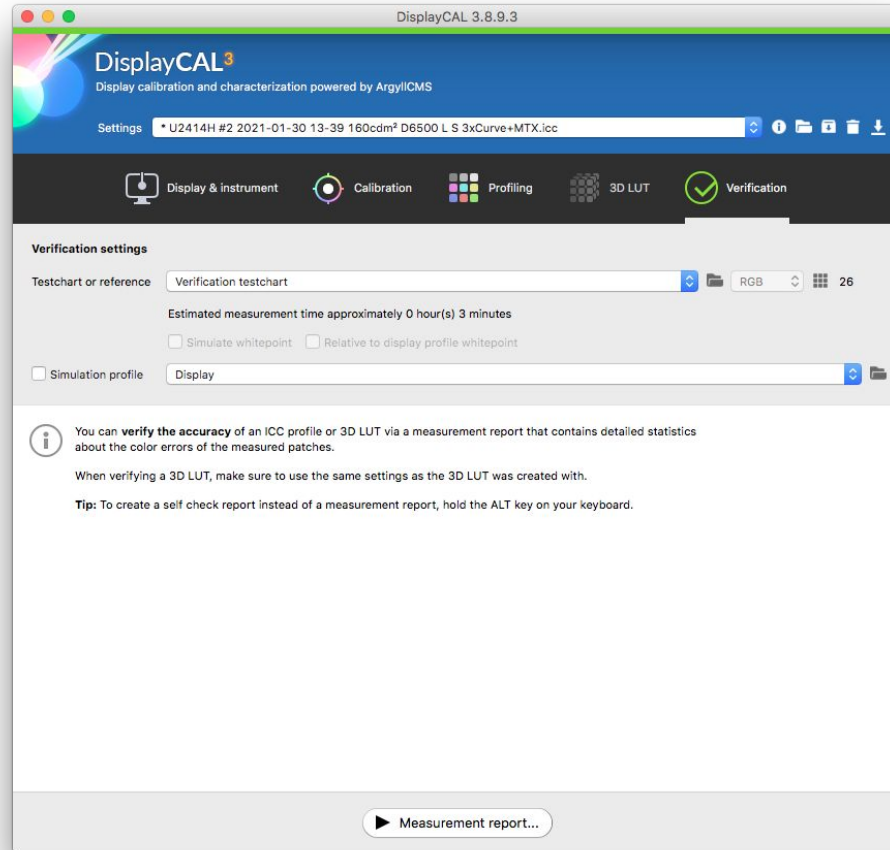 DisplayCAL 3.8.9.3
DisplayCAL3
Display calibration and characterization powered by ArgyllCMS
Settings * U2414H #2 2021-01-30 13-39 160cdm² D6500 L S 3xCurve+MTX.icc
Display & instrument Calibration Profiling 3D LUT Verification
Verification settings
Testchart or reference Verification testchart RGB 26
Estimated measurement time approximately 0 hour(s) 3 minutes
Simulate whitepoint Relative to display profile whitepoint
Simulation profile Display
You can verify the accuracy of an ICC profile or 3D LUT via a measurement report that contains detailed statistics
about the color errors of the measured patches.
When verifying a 3D LUT, make sure to use the same settings as the 3D LUT was created with.
Tip: To create a self check report instead of a measurement report, hold the ALT key on your keyboard.
Measurement report...